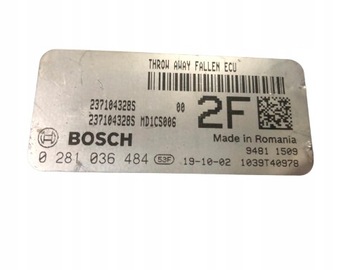 THROW AWAY FALLEN ECU
237104328S 00
237104328S MD1CS006
2F
BOSCH
Made in Romania
9481 1509
0 281 036 484 53F 19-10-02 1039T40978